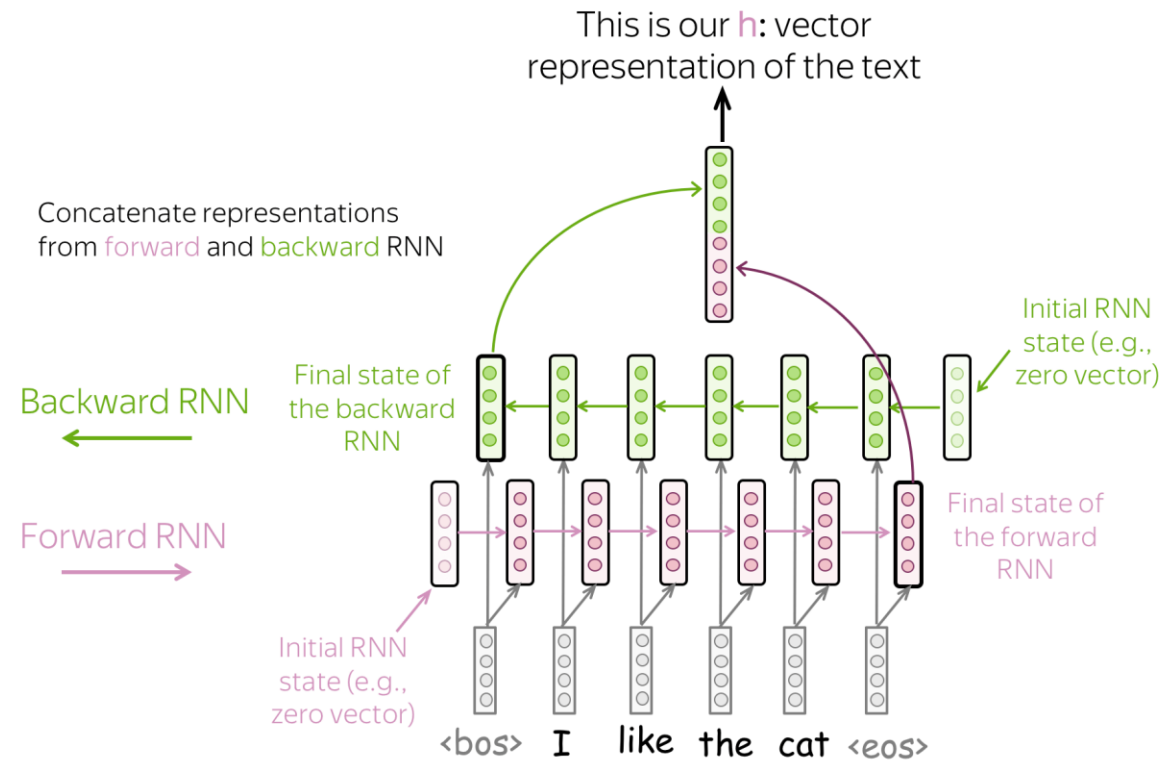 This is our h: vector
representation of the text
Concatenate representations
from forward and backward RNN
Initial RNN
state (e.g.,
zero vector)
Backward RNN
Final state of
the backward
RNN
Forward RNN
Final state of
the forward
RNN
Initial RNN
state (e.g.,
zero vector)
<bos> I like the cat <eos>